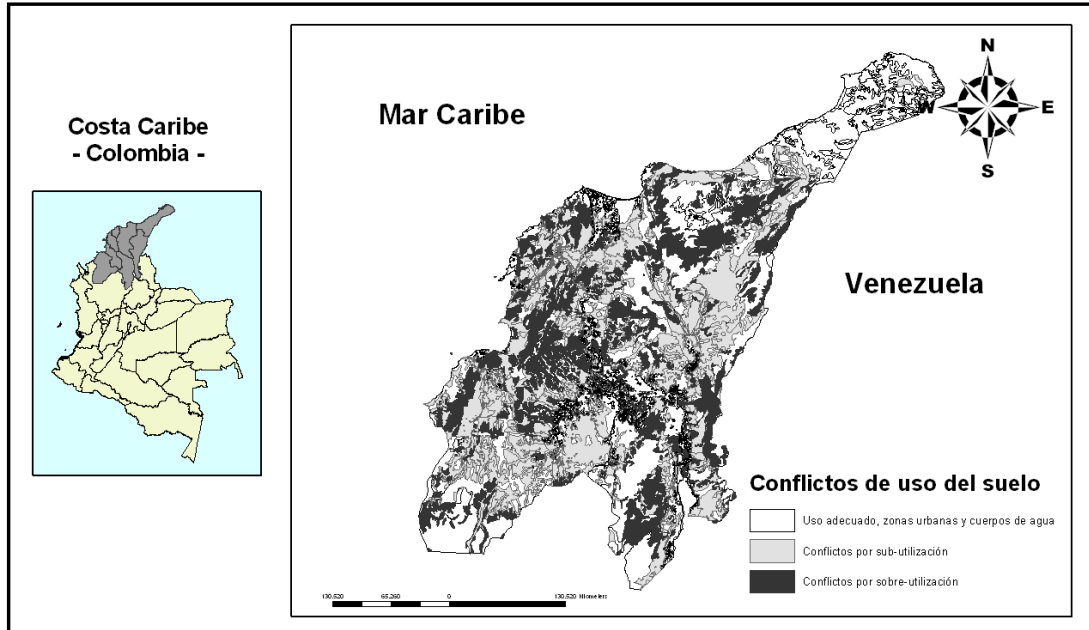 Costa Caribe
- Colombia -
Mar Caribe
N
W
E
S
Venezuela
Conflictos de uso del suelo
Uso adecuado, zonas urbanas y cuerpos de agua
Conflictos por sub-utilización
Conflictos por sobre-utilización
130.520 65.260 0 130.520 Kilometers